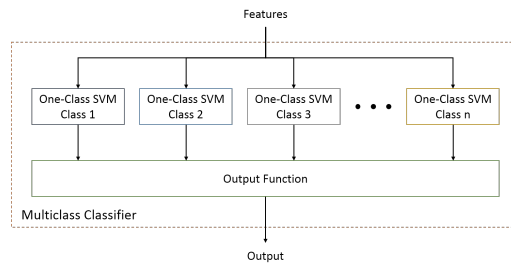 Features
One-Class SVM
Class 1
One-Class SVM
Class 2
One-Class SVM
Class 3
One-Class SVM
Class n
Output Function
Multiclass Classifier
Output